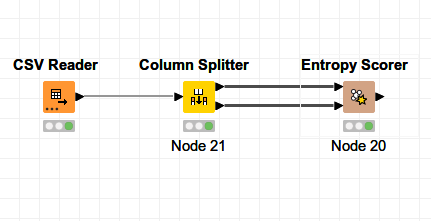 CSV Reader
Column Splitter
Entropy Scorer
Node 21
Node 20